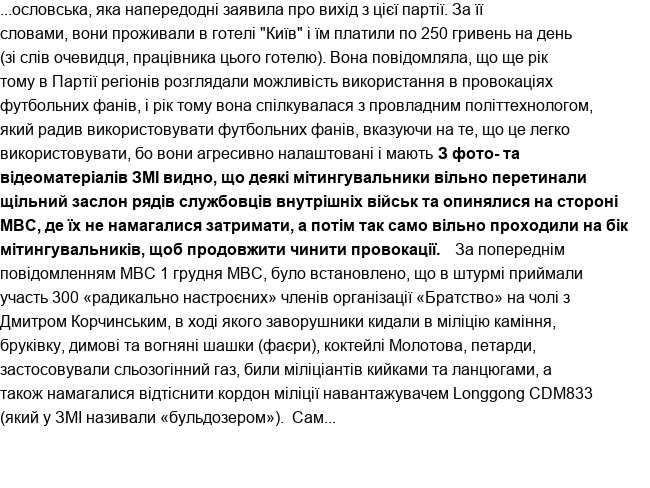 ...ословська, яка напередодні заявила про вихід з цієї партії. За її
словами, вони проживали в готелі "Київ" і їм платили по 250 гривень на день
(зі слів очевидця, працівника цього готелю). Вона повідомляла, що ще рік
тому в Партії регіонів розглядали можливість використання в провокаціях
футбольних фанів, і рік тому вона спілкувалася з провладним політтехнологом,
який радив використовувати футбольних фанів, вказуючи на те, що це легко
використовувати, бо вони агресивно налаштовані і мають З фото- та
відеоматеріалів ЗМІ видно, що деякі мітингувальники вільно перетинали
щільний заслон рядів службовців внутрішніх військ та опинялися на стороні
МВС, де їх не намагалися затримати, а потім так само вільно проходили на бік
мітингувальників, щоб продовжити чинити провокації. За попереднім
повідомленням МВС 1 грудня МВС, було встановлено, що в штурмі приймали
участь 300 «радикально настроєних» членів організації «Братство» на чолі з
Дмитром Корчинським, в ході якого заворушники кидали в міліцію каміння,
бруківку, димові та вогняні шашки (фаєри), коктейлі Молотова, петарди,
застосовували сльозогінний газ, били міліціантів кийками та ланцюгами, а
також намагалися відтіснити кордон міліції навантажувачем Longgong CDM833
(який у ЗМІ називали «бульдозером»). Сам...